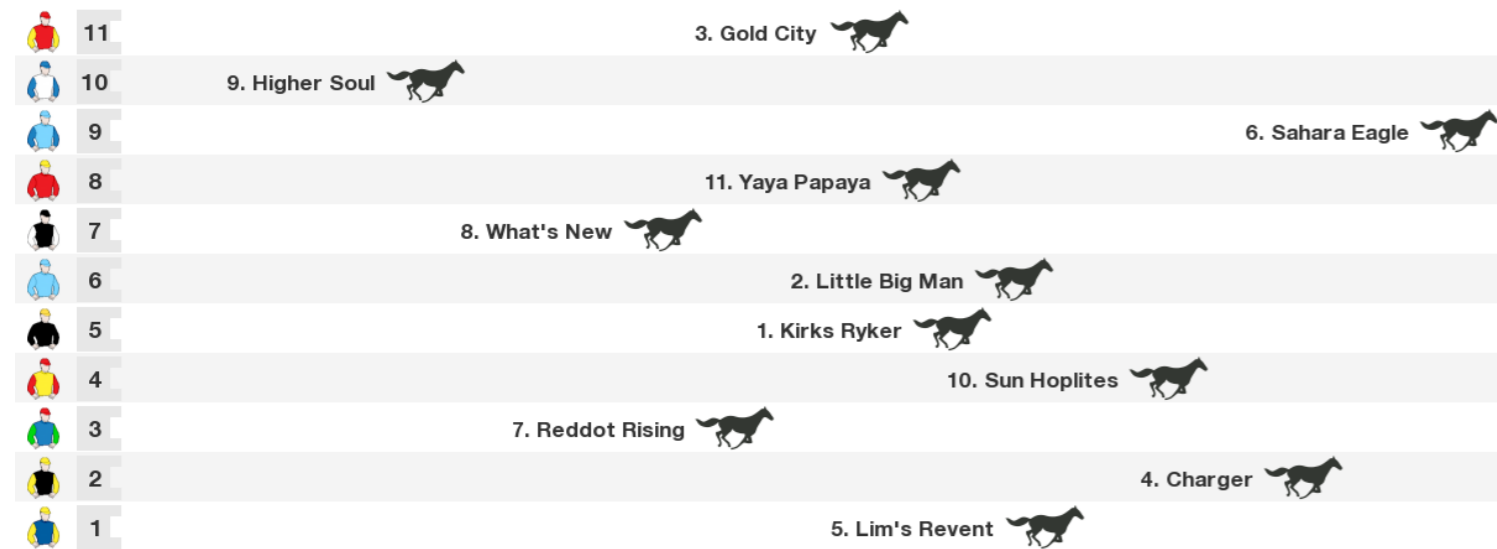 11 3. Gold City
10 9. Higher Soul
9 6. Sahara Eagle
8 11. Yaya Papaya
7 8. What's New
6 2. Little Big Man
5 1. Kirks Ryker
4 10. Sun Hoplites
3 7. Reddot Rising
2 4. Charger
1 5. Lim's Revent